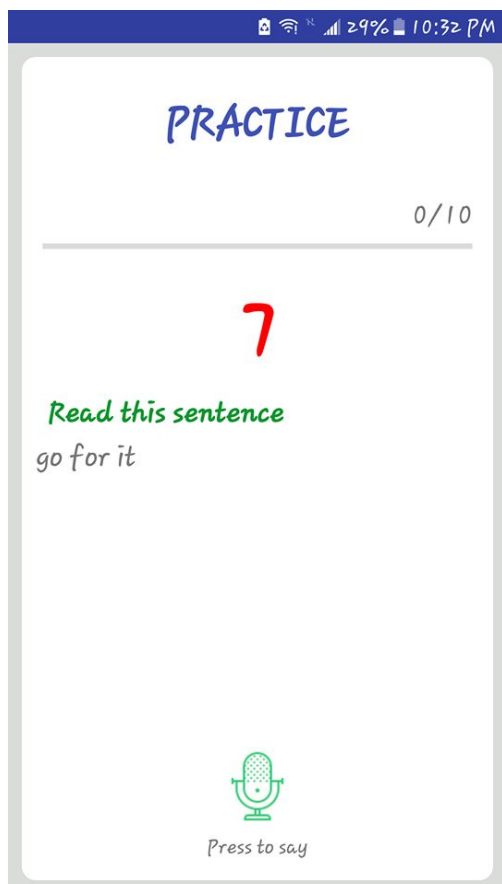 29% 10:32 PM
PRACTICE
0/10
7
Read this sentence
go for it
Press to say